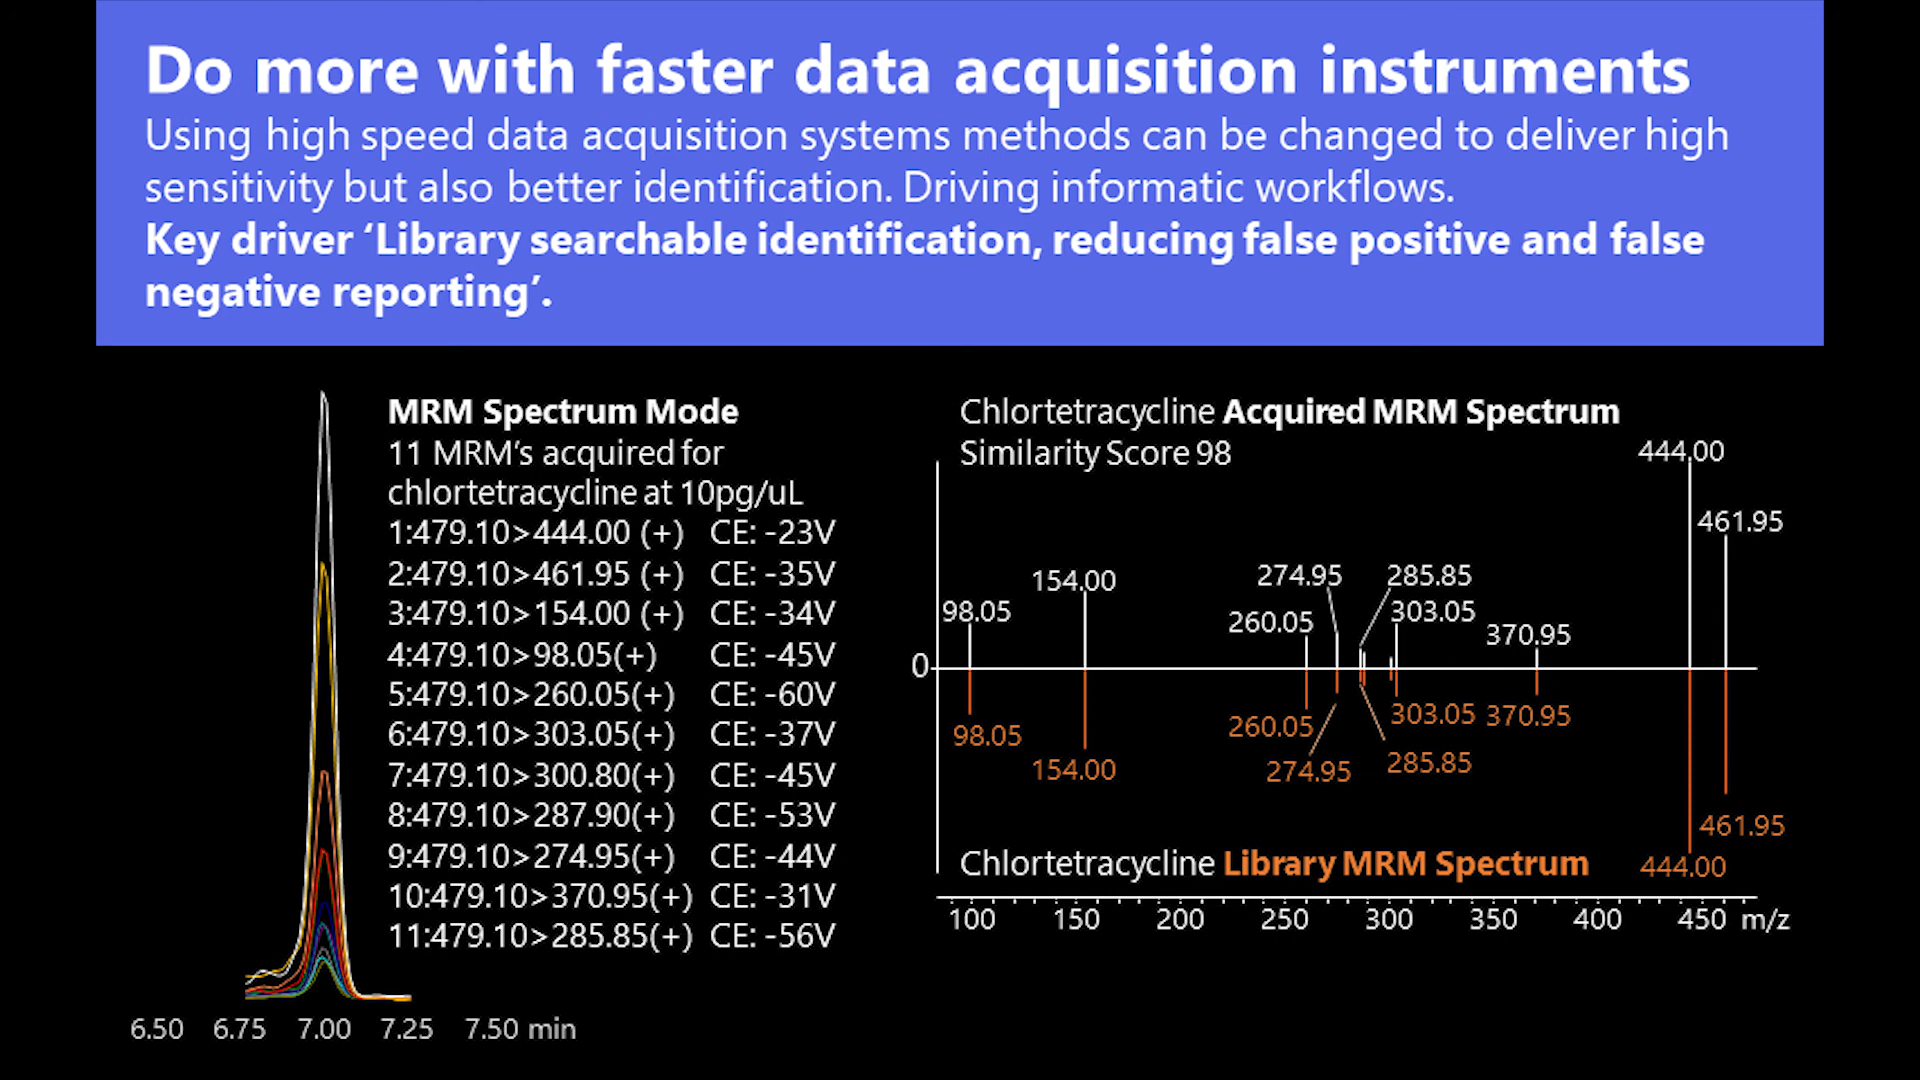 Do more with faster data acquisition instruments
Using high speed data acquisition systems methods can be changed to deliver high
sensitivity but also better identification. Driving informatic workflows.
Key driver ‘Library searchable identification, reducing false positive and false
negative reporting’.
MRM Spectrum Mode
11 MRM’s acquired for
chlortetracycline at 10pg/uL
1:479.10>444.00 (+) CE: -23V
2:479.10>461.95 (+) CE: -35V
3:479.10>154.00 (+) CE: -34V
4:479.10>98.05(+) CE: -45V
5:479.10>260.05(+) CE: -60V
6:479.10>303.05(+) CE: -37V
7:479.10>300.80(+) CE: -45V
8:479.10>287.90(+) CE: -53V
9:479.10>274.95(+) CE: -44V
10:479.10>370.95(+) CE: -31V
11:479.10>285.85(+) CE: -56V
6.50 6.75 7.00 7.25 7.50 min
Chlortetracycline Acquired MRM Spectrum
Similarity Score 98
444.00
461.95
274.95 285.85
154.00
98.05 303.05
260.05
370.95
0
303.05 370.95
260.05
98.05
285.85
154.00 274.95
461.95
Chlortetracycline Library MRM Spectrum
444.00
100 150 200 250 300 350 400 450 m/z